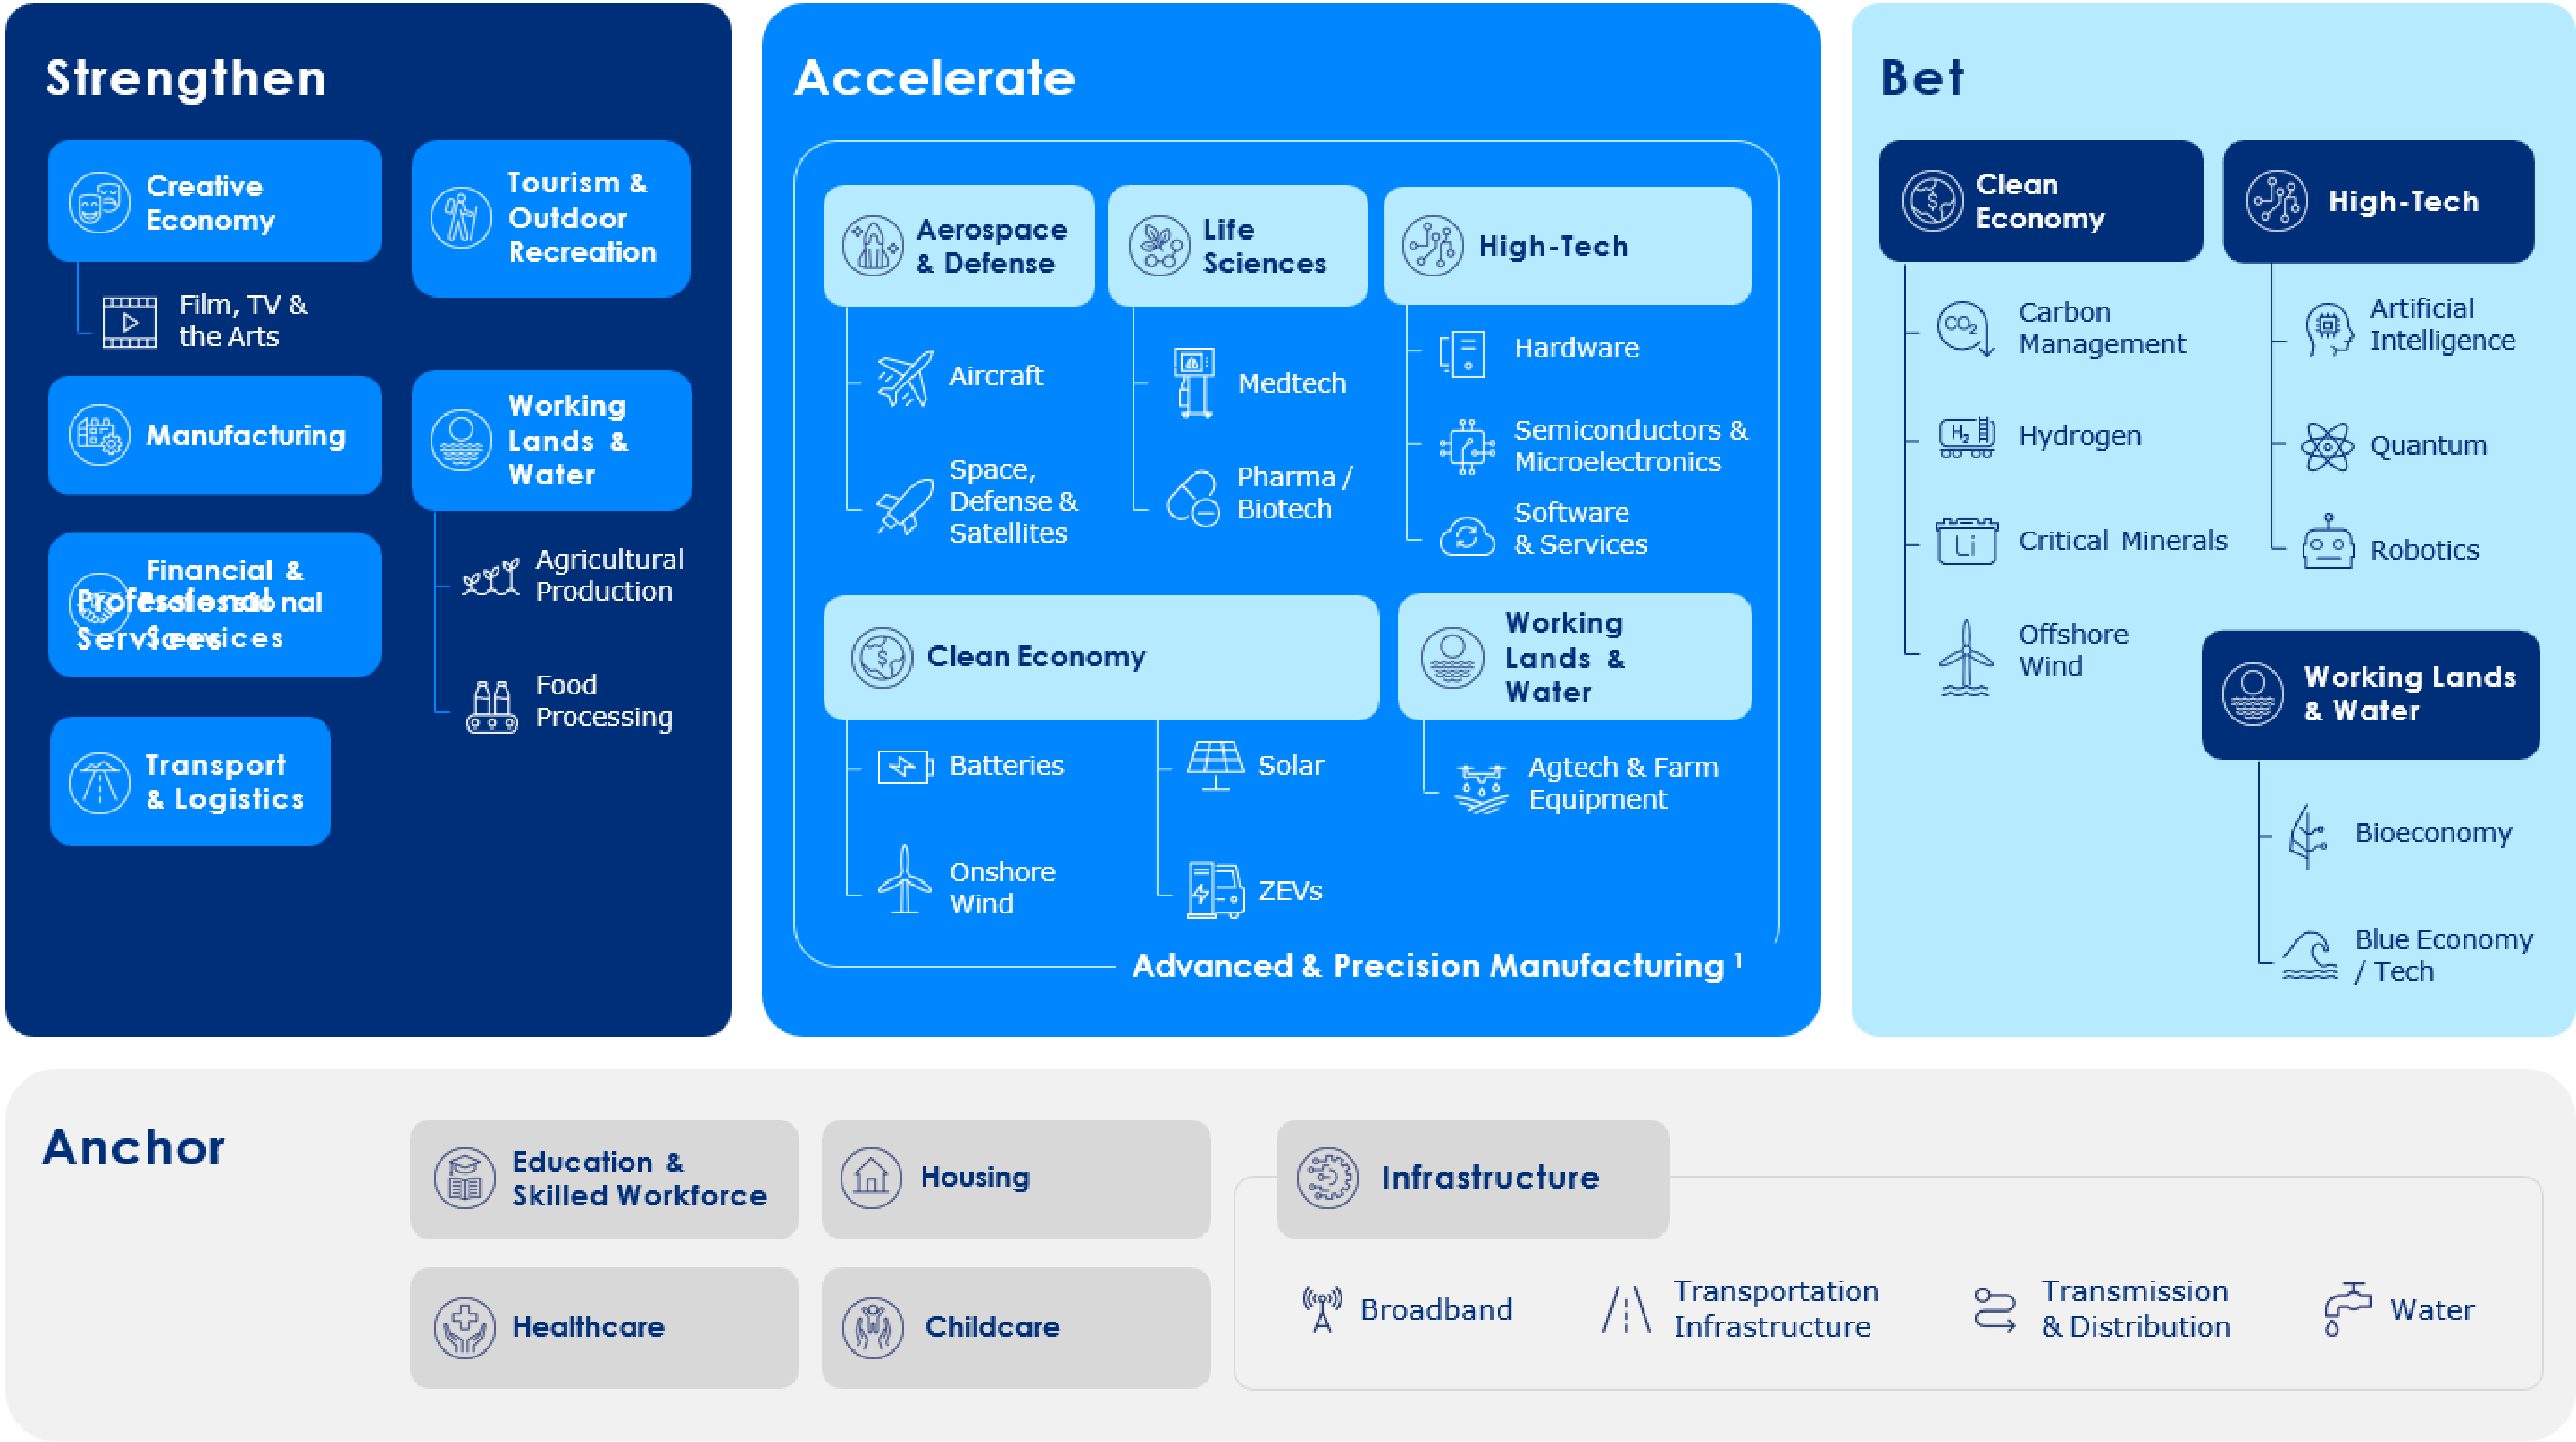 Strengthen
Creative
Economy
Film, TV &
the Arts
Manufacturing
Financial &
Professional
Services
Transport
& Logistics
Tourism &
Outdoor
Recreation
Working
Lands &
Water
Agricultural
Production
Food
Processing
Accelerate
Aerospace
& Defense
Aircraft
Space,
Defense &
Satellites
Life
Sciences
Medtech
Pharma /
Biotech
High-Tech
Hardware
Semiconductors &
Microelectronics
Software
& Services
Clean Economy
Batteries
Onshore
Wind
Solar
ZEVs
Working
Lands &
Water
Agtech & Farm
Equipment
Advanced & Precision Manufacturing ¹
Bet
Clean
Economy
CO₂
Carbon
Management
H₂
Hydrogen
Li
Critical Minerals
Offshore
Wind
High-Tech
Artificial
Intelligence
Quantum
Robotics
Working Lands
& Water
Bioeconomy
Blue Economy
/ Tech
Anchor
Education &
Skilled Workforce
Housing
Healthcare
Childcare
Infrastructure
Broadband
Transportation
Infrastructure
Transmission
& Distribution
Water